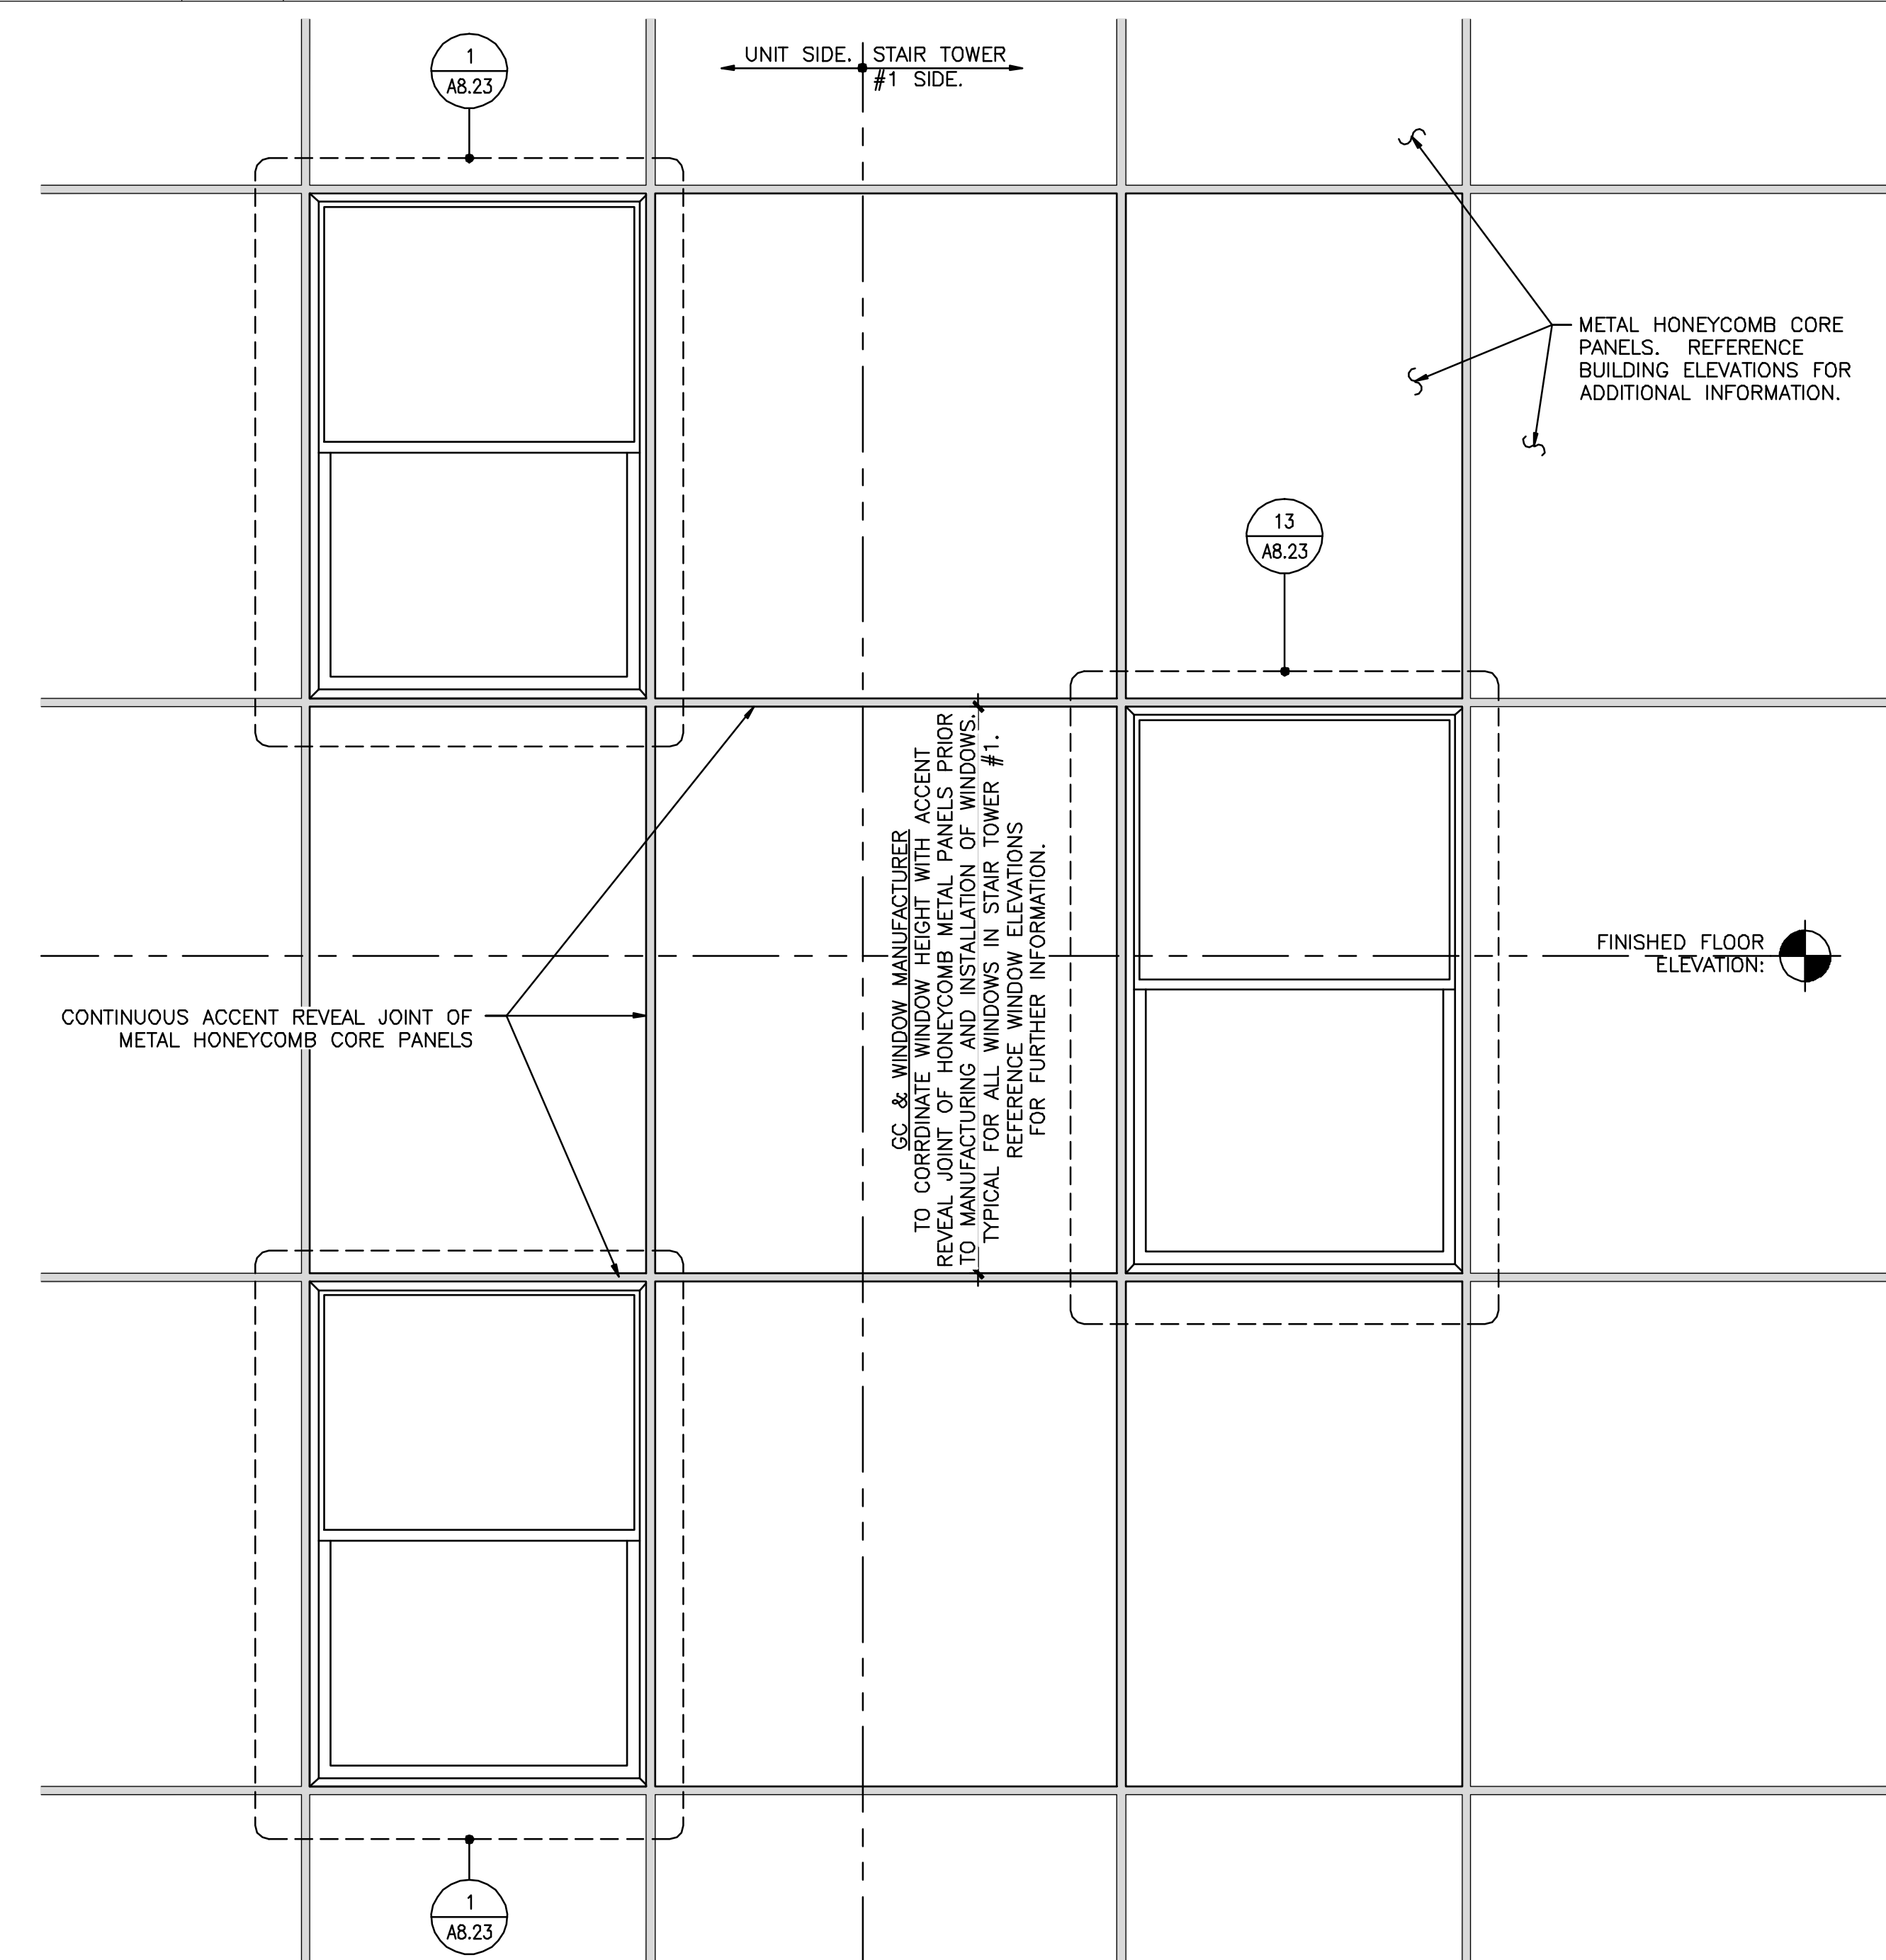 1
A8.23
UNIT SIDE.
STAIR TOWER
#1 SIDE.
METAL HONEYCOMB CORE
PANELS. REFERENCE
BUILDING ELEVATIONS FOR
ADDITIONAL INFORMATION.
13
A8.23
GC & WINDOW MANUFACTURER
TO CORRDINATE WINDOW HEIGHT WITH ACCENT
REVEAL JOINT OF HONEYCOMB METAL PANELS PRIOR
TO MANUFACTURING AND INSTALLATION OF WINDOWS.
TYPICAL FOR ALL WINDOWS IN STAIR TOWER #1.
REFERENCE WINDOW ELEVATIONS
FOR FURTHER INFORMATION.
FINISHED FLOOR
ELEVATION:
CONTINUOUS ACCENT REVEAL JOINT OF
METAL HONEYCOMB CORE PANELS
1
A8.23